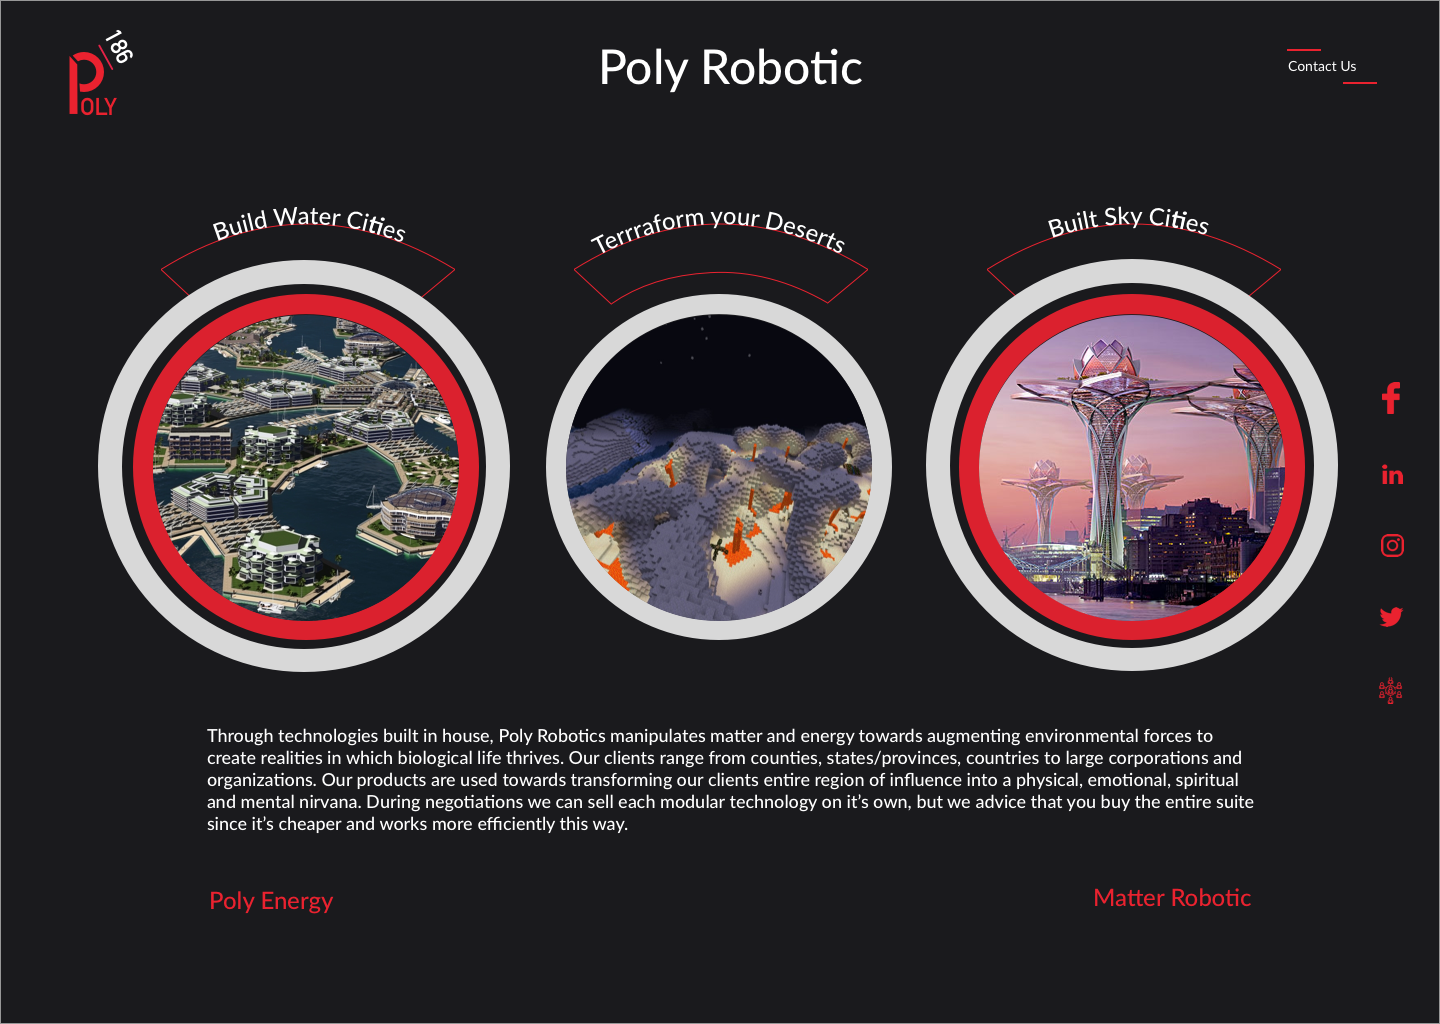 186
POLY
Poly Robotic
Contact Us
Build Water Cities
Terrraform your Deserts
Built Sky Cities
Through technologies built in house, Poly Robotics manipulates matter and energy towards augmenting environmental forces to
create realities in which biological life thrives. Our clients range from counties, states/provinces, countries to large corporations and
organizations. Our products are used towards transforming our clients entire region of influence into a physical, emotional, spiritual
and mental nirvana. During negotiations we can sell each modular technology on it’s own, but we advice that you buy the entire suite
since it’s cheaper and works more efficiently this way.
Poly Energy
Matter Robotic